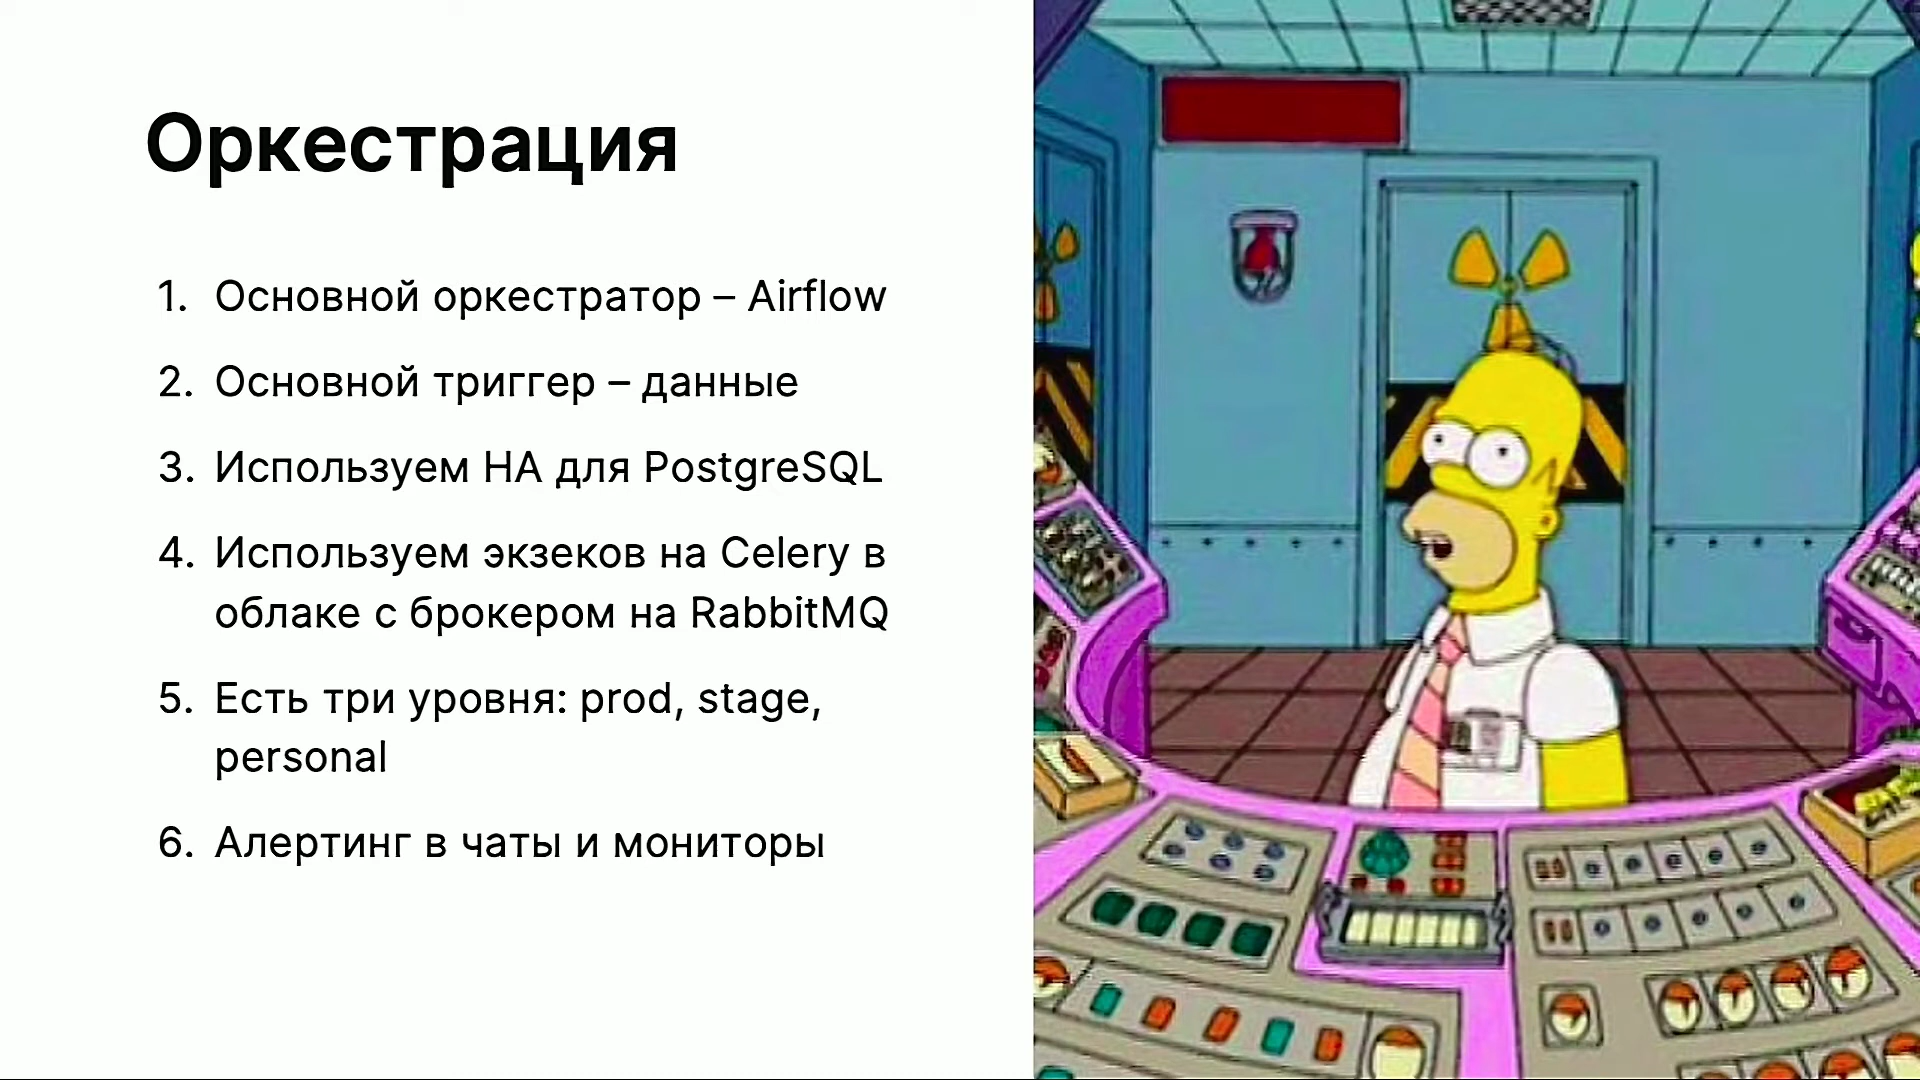 Оркестрация
1. Основной оркестратор – Airflow
2. Основной триггер – данные
3. Используем HA для PostgreSQL
4. Используем экзеков на Celery в
облаке с брокером на RabbitMQ
5. Есть три уровня: prod, stage,
personal
6. Алертинг в чаты и мониторы